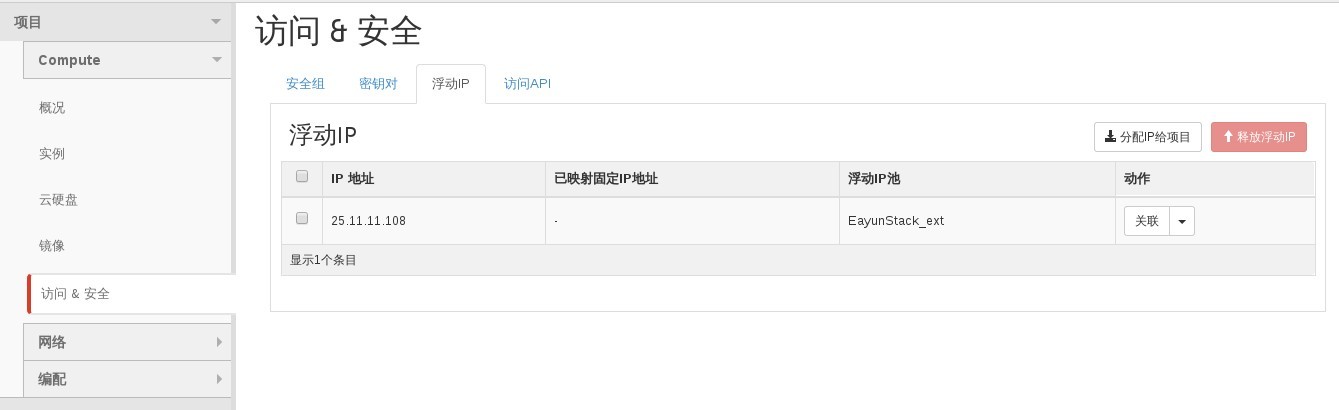 项目
Compute
概况
实例
云硬盘
镜像
访问 & 安全
网络
编配
访问 & 安全
安全组 密钥对 浮动IP 访问API
浮动IP 分配IP给项目 释放浮动IP
IP 地址 已映射固定IP地址 浮动IP池 动作
25.11.11.108 - EayunStack_ext 关联
显示1个条目